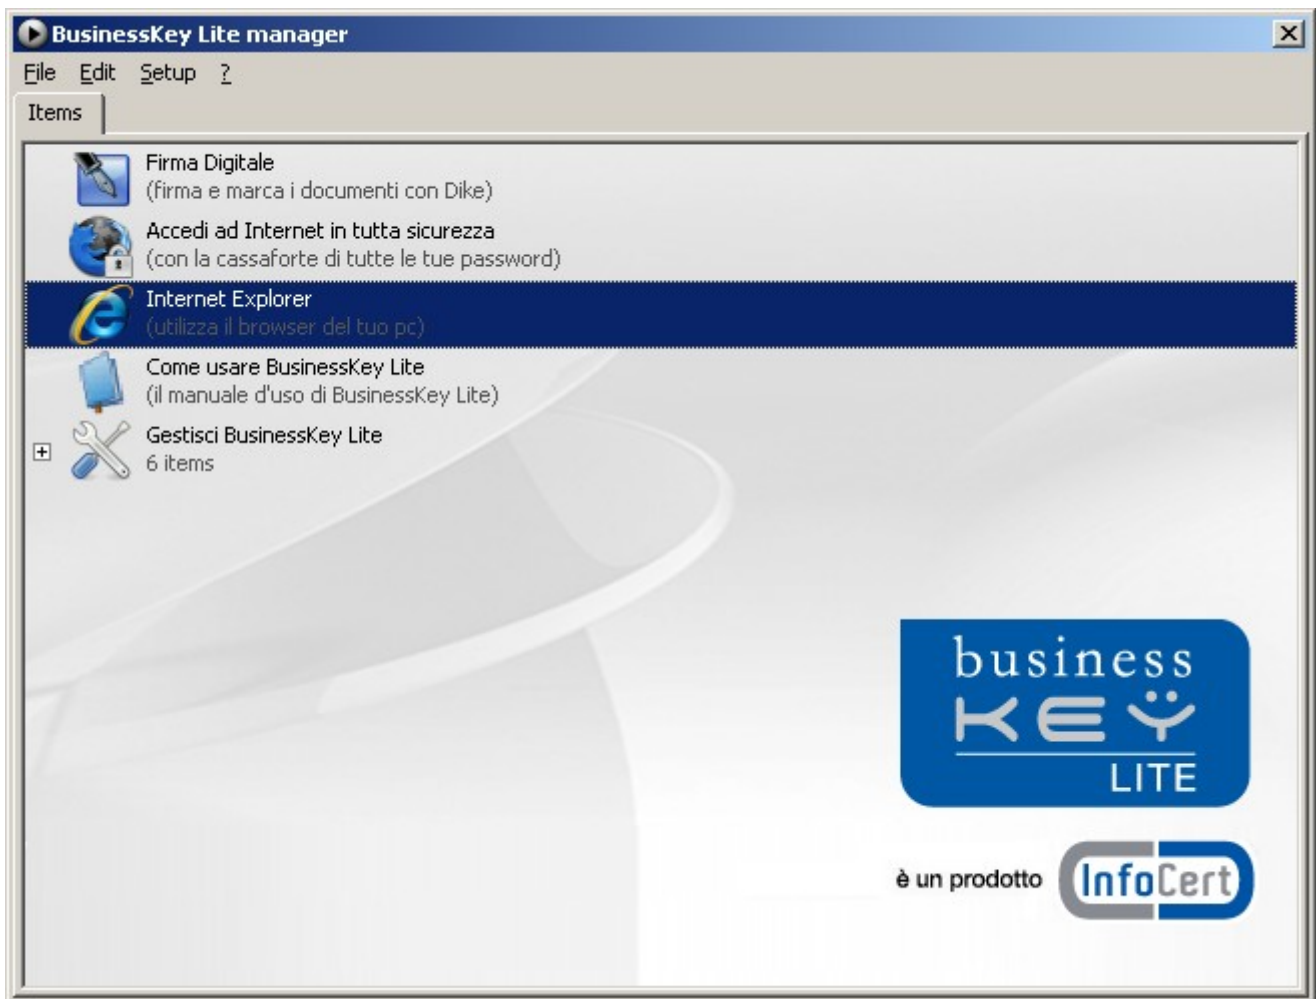 BusinessKey Lite manager
File Edit Setup ?
Items
Firma Digitale
(firma e marca i documenti con Dike)
Accedi ad Internet in tutta sicurezza
(con la cassaforte di tutte le tue password)
Internet Explorer
(utilizza il browser del tuo pc)
Come usare BusinessKey Lite
(il manuale d'uso di BusinessKey Lite)
Gestisci BusinessKey Lite
6 items
business
KEŸ
LITE
è un prodotto InfoCert